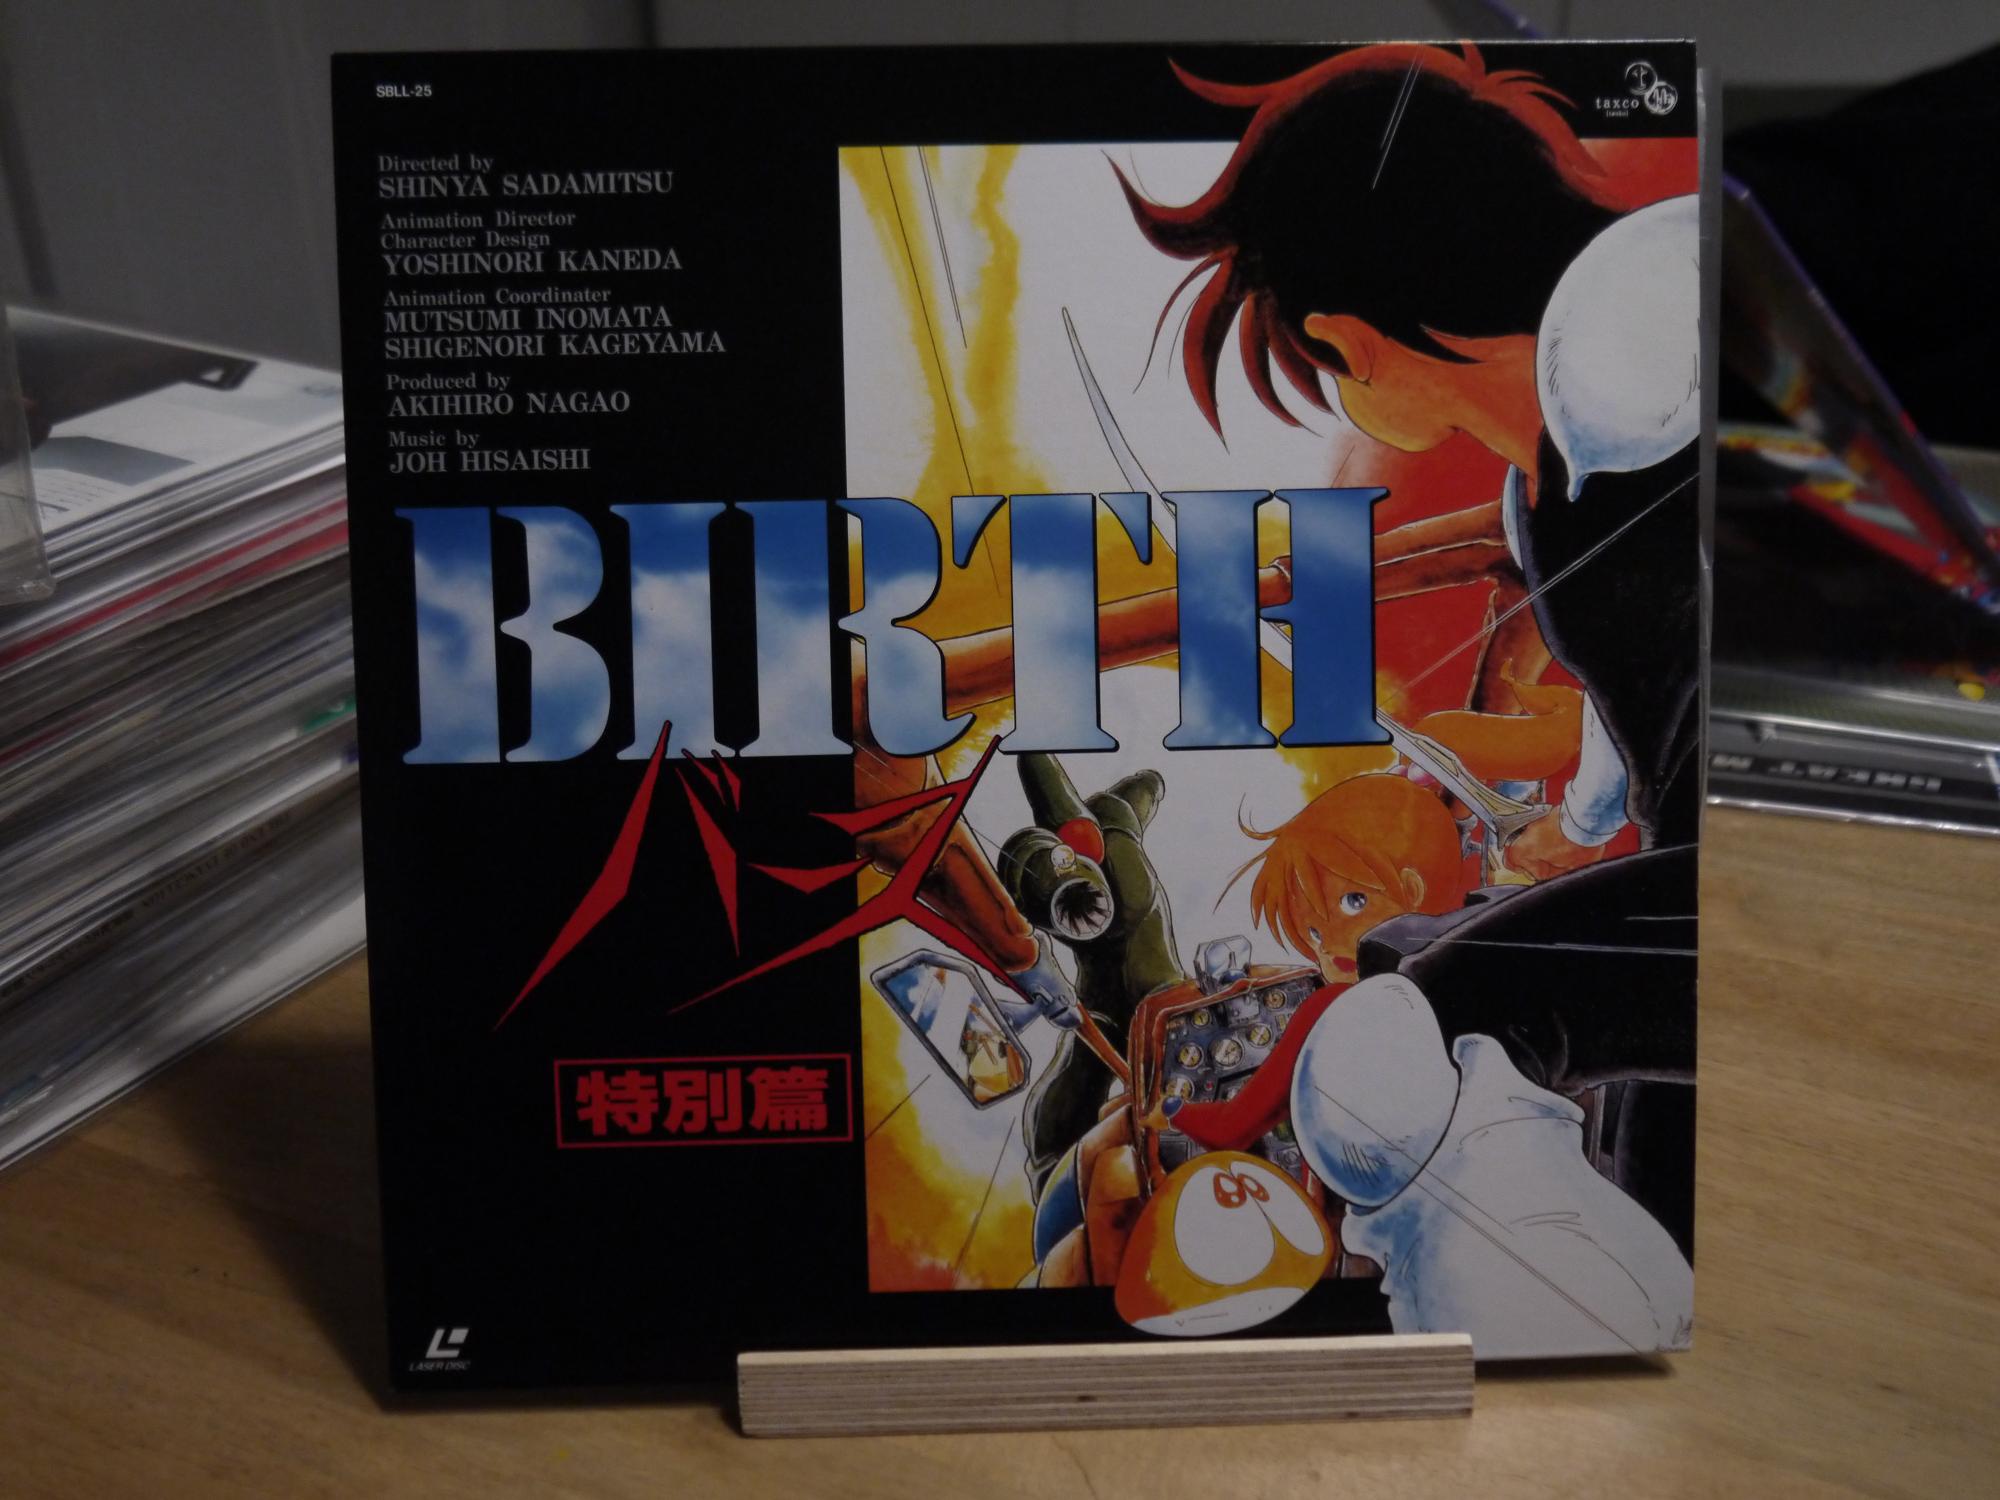 SBLL-25
taxco
Directed by
SHINYA SADAMITSU
Animation Director
Character Design
YOSHINORI KANEDA
Animation Coordinater
MUTSUMI INOMATA
SHIGENORI KAGEYAMA
Produced by
AKIHIRO NAGAO
Music by
JOH HISAISHI
BIRTH
バース
特別篇
LASER DISC